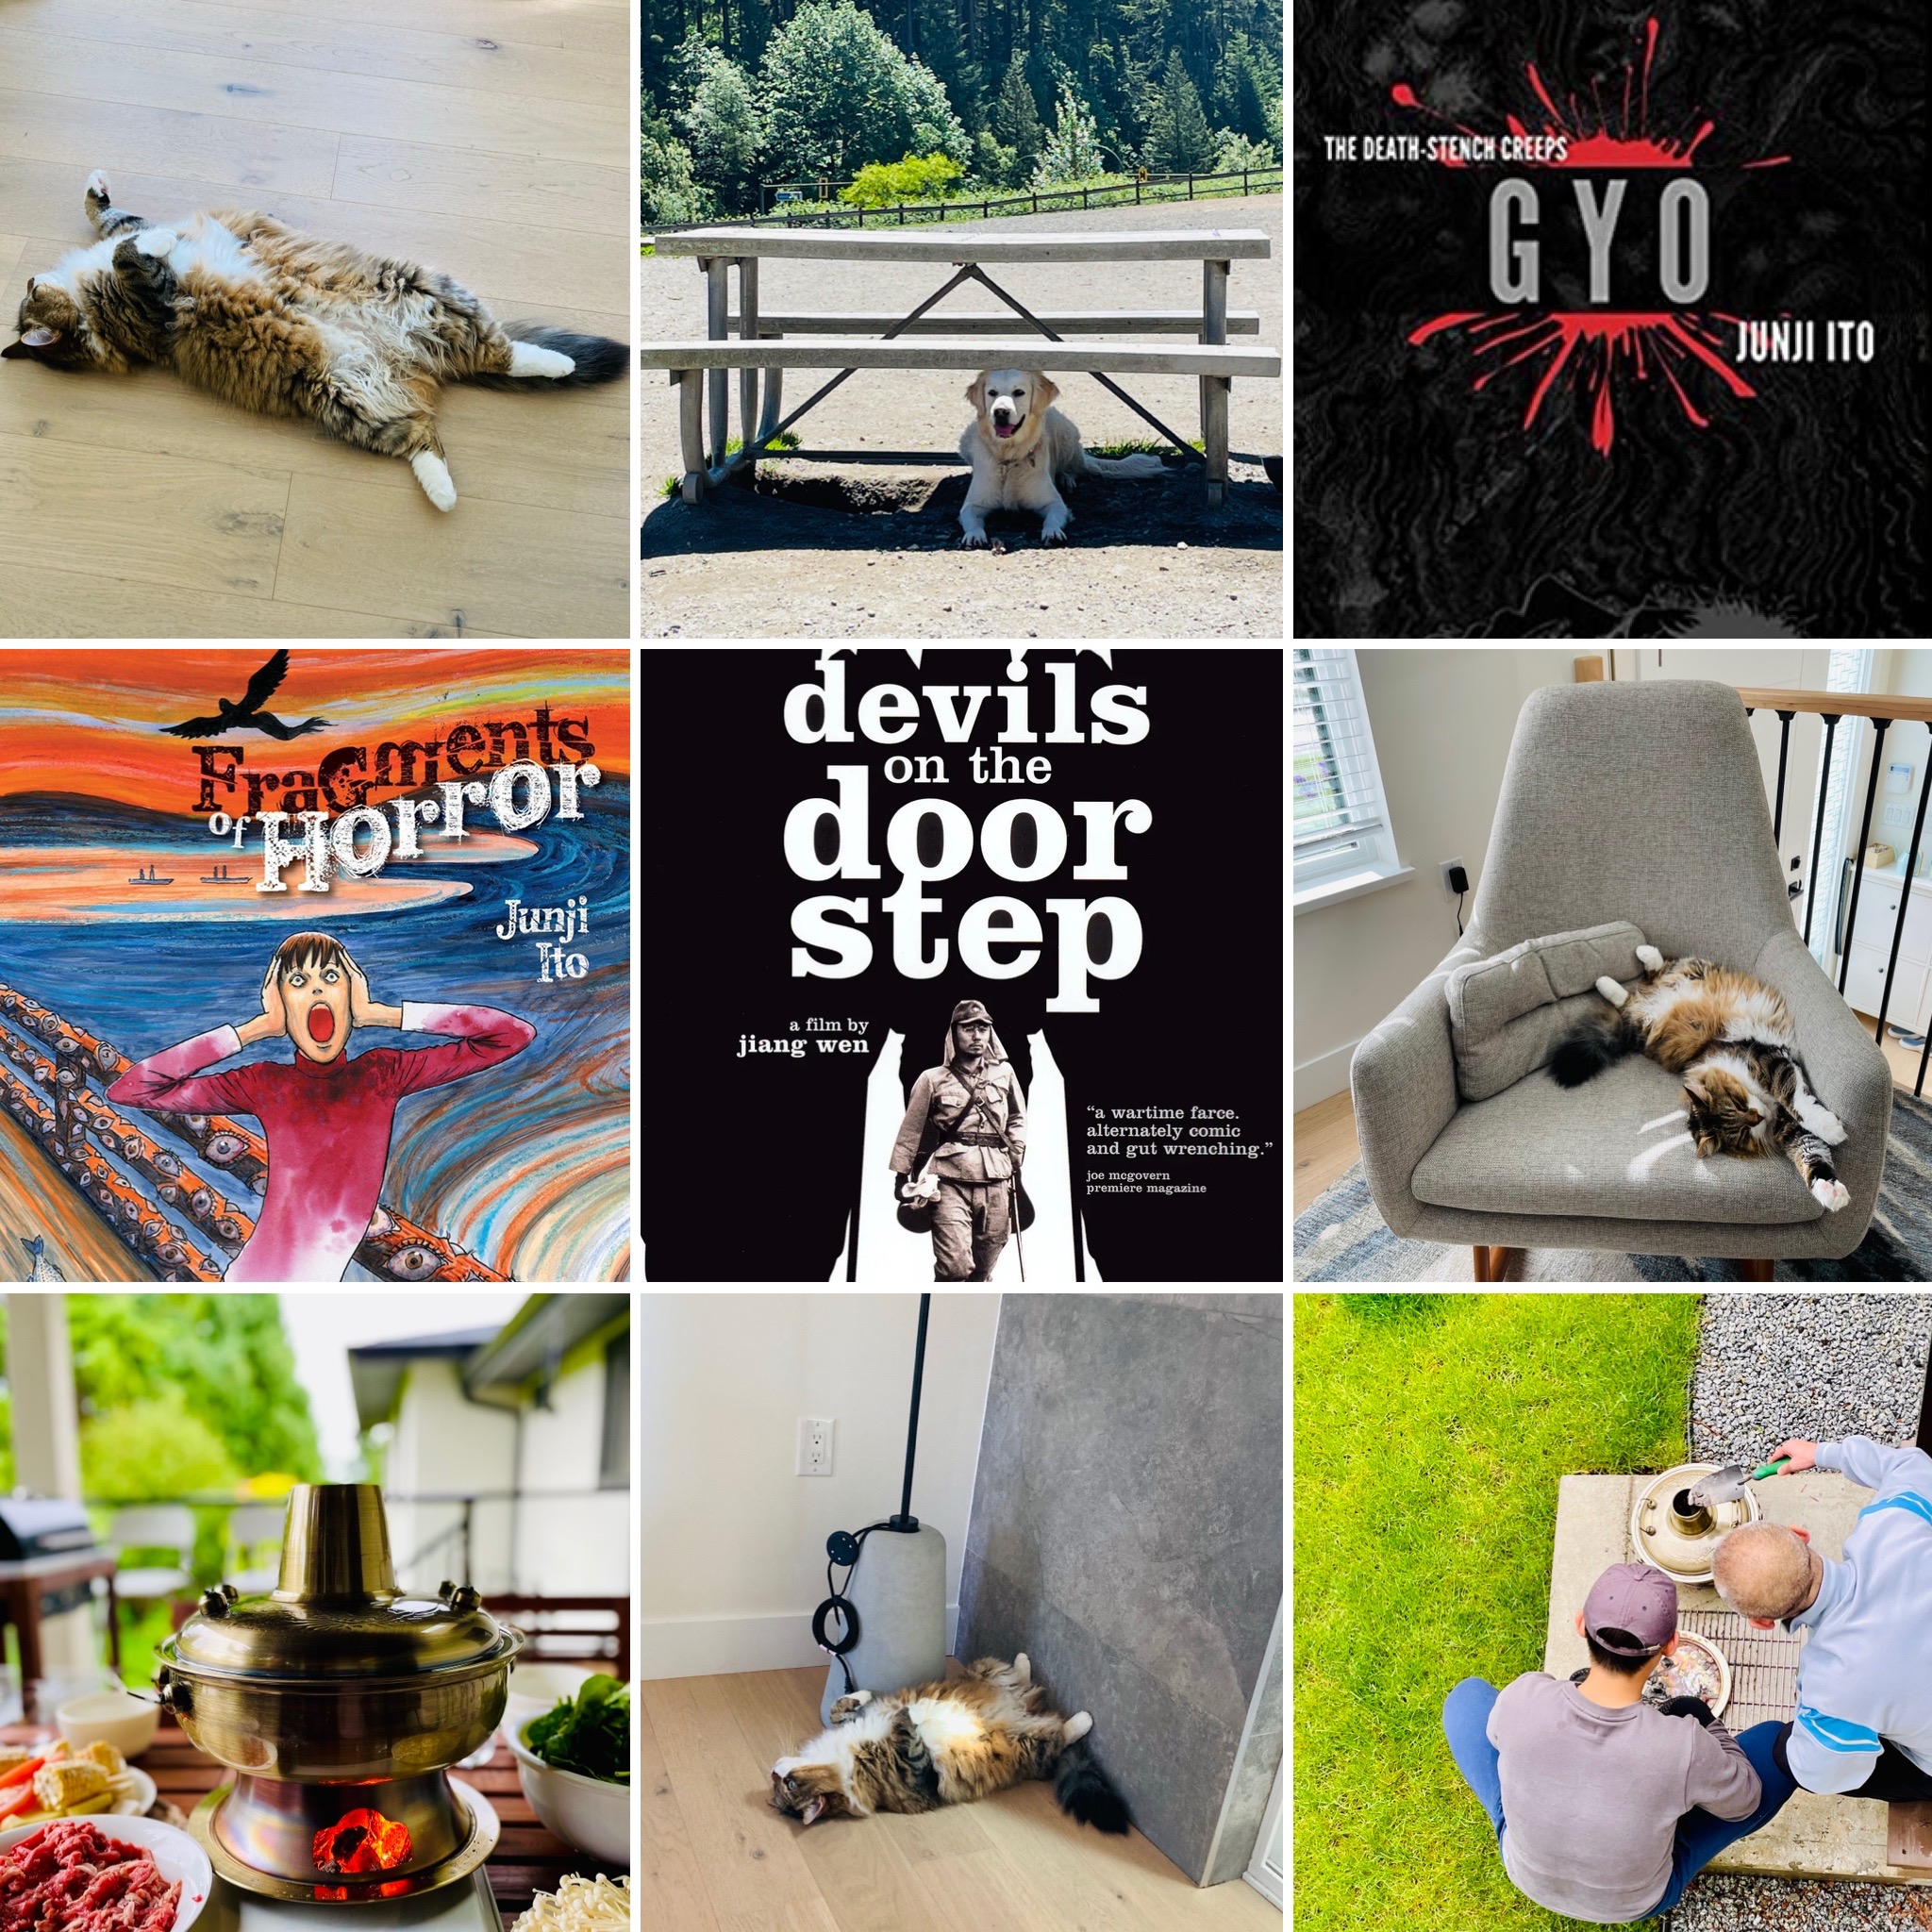 THE DEATH-STENCH CREEPS
GYO
JUNJI ITO
Fragments
of Horror
Junji
Ito
devils
on the
door
step
a film by
jiang wen
"a wartime farce.
alternately comic
and gut wrenching."
joe mcgovern
premiere magazine